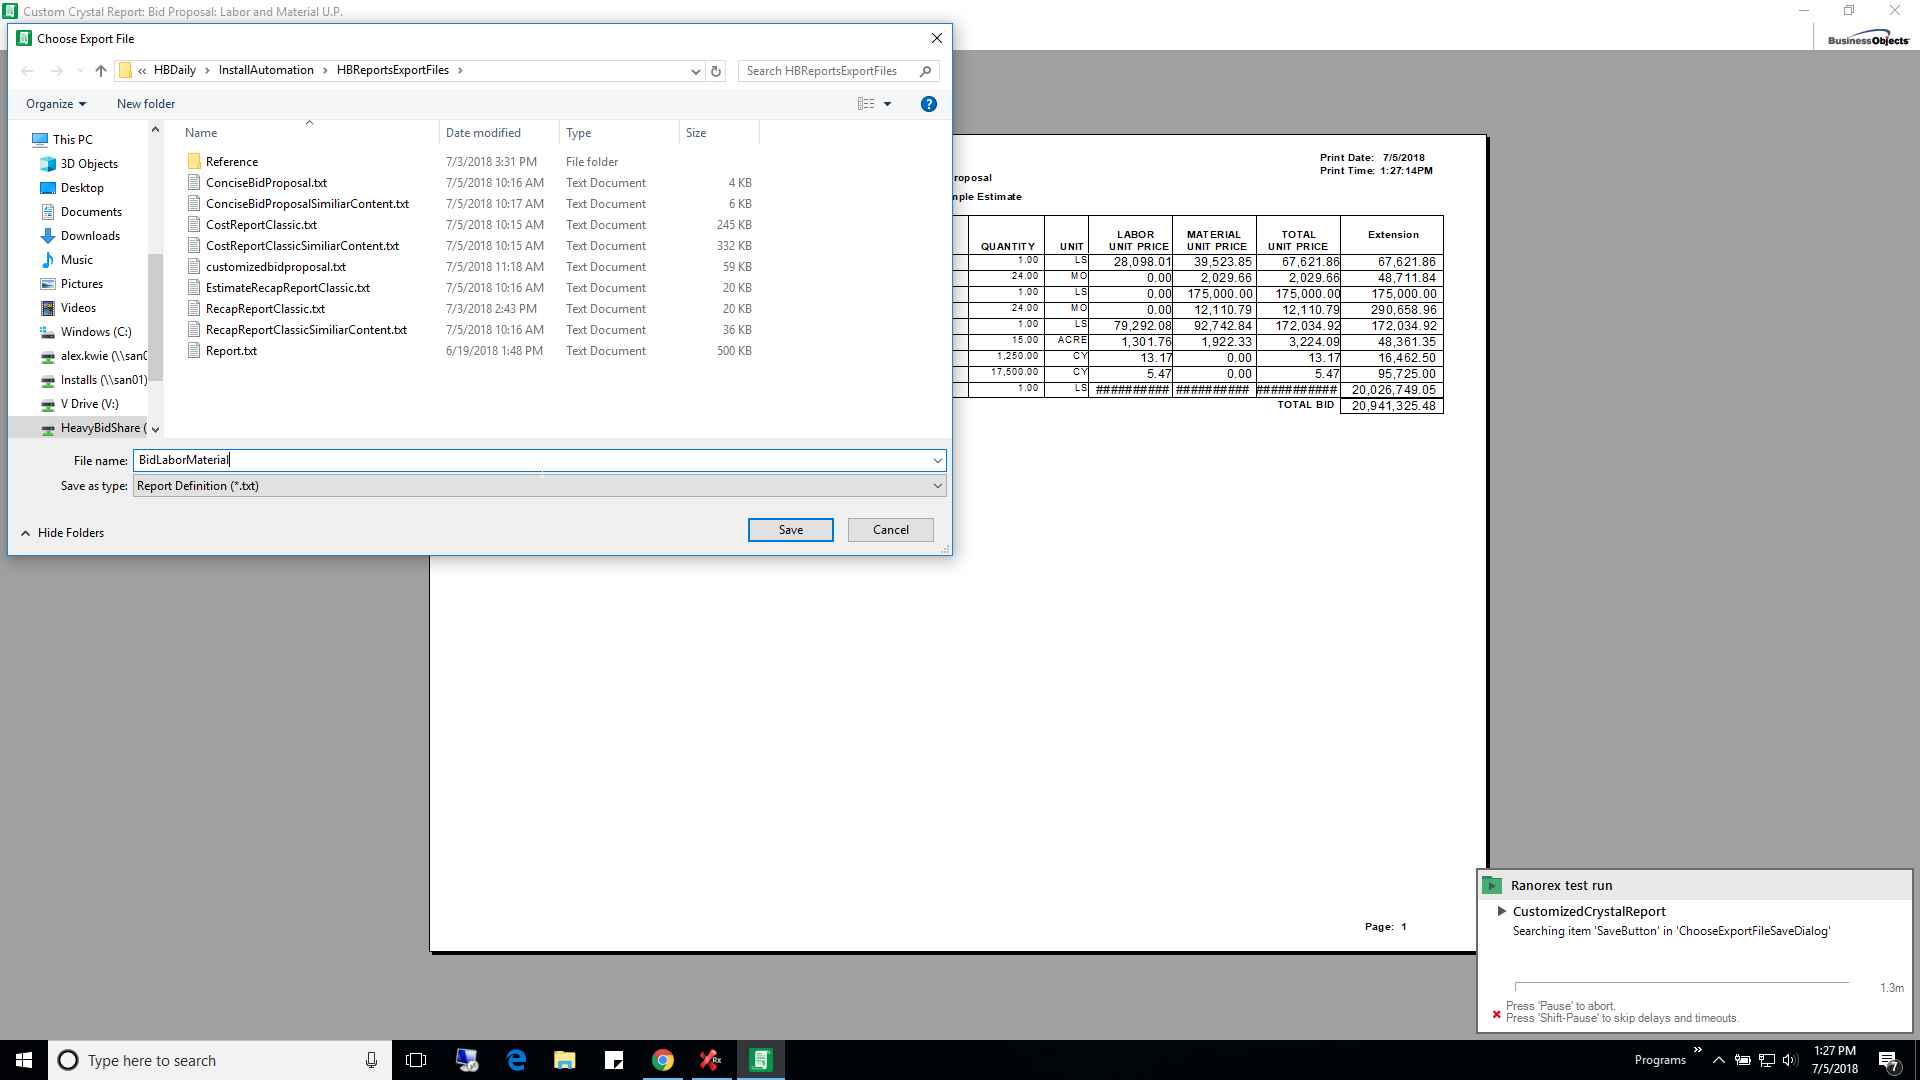 Custom Crystal Report: Bid Proposal: Labor and Material U.P.
BusinessObjects
Choose Export File
« HBDaily › InstallAutomation › HBReportsExportFiles ›
Search HBReportsExportFiles
Organize
New folder
?
This PC
3D Objects
Desktop
Documents
Downloads
Music
Pictures
Videos
Windows (C:)
alex.kwie (\\san0
Installs (\\san01)
V Drive (V:)
HeavyBidShare (
Name Date modified Type Size
Reference 7/3/2018 3:31 PM File folder
ConciseBidProposal.txt 7/5/2018 10:16 AM Text Document 4 KB
ConciseBidProposalSimiliarContent.txt 7/5/2018 10:17 AM Text Document 6 KB
CostReportClassic.txt 7/5/2018 10:15 AM Text Document 245 KB
CostReportClassicSimiliarContent.txt 7/5/2018 10:15 AM Text Document 332 KB
customizedbidproposal.txt 7/5/2018 11:18 AM Text Document 59 KB
EstimateRecapReportClassic.txt 7/5/2018 10:16 AM Text Document 20 KB
RecapReportClassic.txt 7/3/2018 2:43 PM Text Document 20 KB
RecapReportClassicSimiliarContent.txt 7/5/2018 10:16 AM Text Document 36 KB
Report.txt 6/19/2018 1:48 PM Text Document 500 KB
File name: BidLaborMaterial
Save as type: Report Definition (*.txt)
Hide Folders
Save
Cancel
Print Date: 7/5/2018
Print Time: 1:27:14PM
roposal
nple Estimate
QUANTITY UNIT LABOR UNIT PRICE MATERIAL UNIT PRICE TOTAL UNIT PRICE Extension
1.00 LS 28,098.01 39,523.85 67,621.86 67,621.86
24.00 MO 0.00 2,029.66 2,029.66 48,711.84
1.00 LS 0.00 175,000.00 175,000.00 175,000.00
24.00 MO 0.00 12,110.79 12,110.79 290,658.96
1.00 LS 79,292.08 92,742.84 172,034.92 172,034.92
15.00 ACRE 1,301.76 1,922.33 3,224.09 48,361.35
1,250.00 CY 13.17 0.00 13.17 16,462.50
17,500.00 CY 5.47 0.00 5.47 95,725.00
1.00 LS ########## ########## ########### 20,026,749.05
TOTAL BID 20,941,325.48
Page: 1
Ranorex test run
CustomizedCrystalReport
Searching item 'SaveButton' in 'ChooseExportFileSaveDialog'
1.3m
Press 'Pause' to abort.
Press 'Shift-Pause' to skip delays and timeouts.
Type here to search
Rx
Programs »
1:27 PM
7/5/2018
7